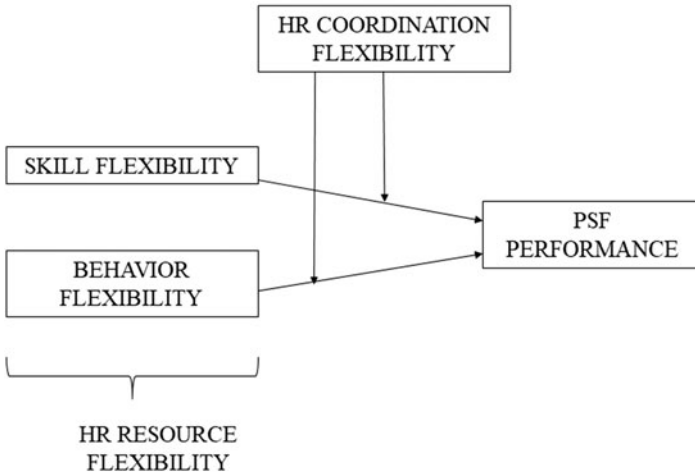 HR COORDINATION
FLEXIBILITY
SKILL FLEXIBILITY
PSF
PERFORMANCE
BEHAVIOR
FLEXIBILITY
HR RESOURCE
FLEXIBILITY